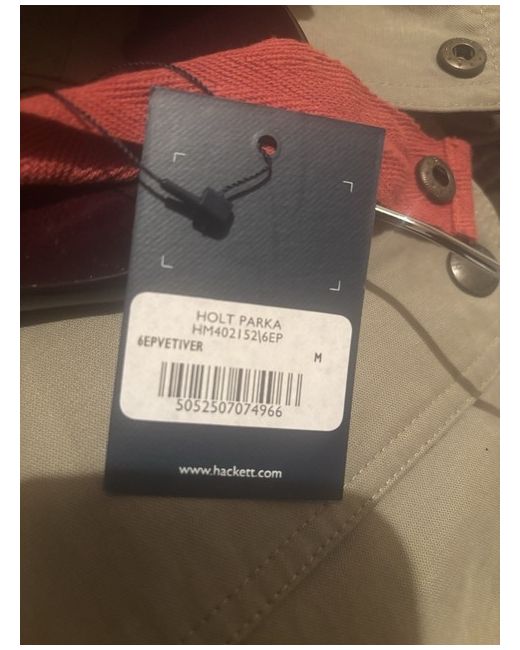 HOLT PARKA
HM402152\6EP
6EPVETIVER
M
5052507074966
www.hackett.com